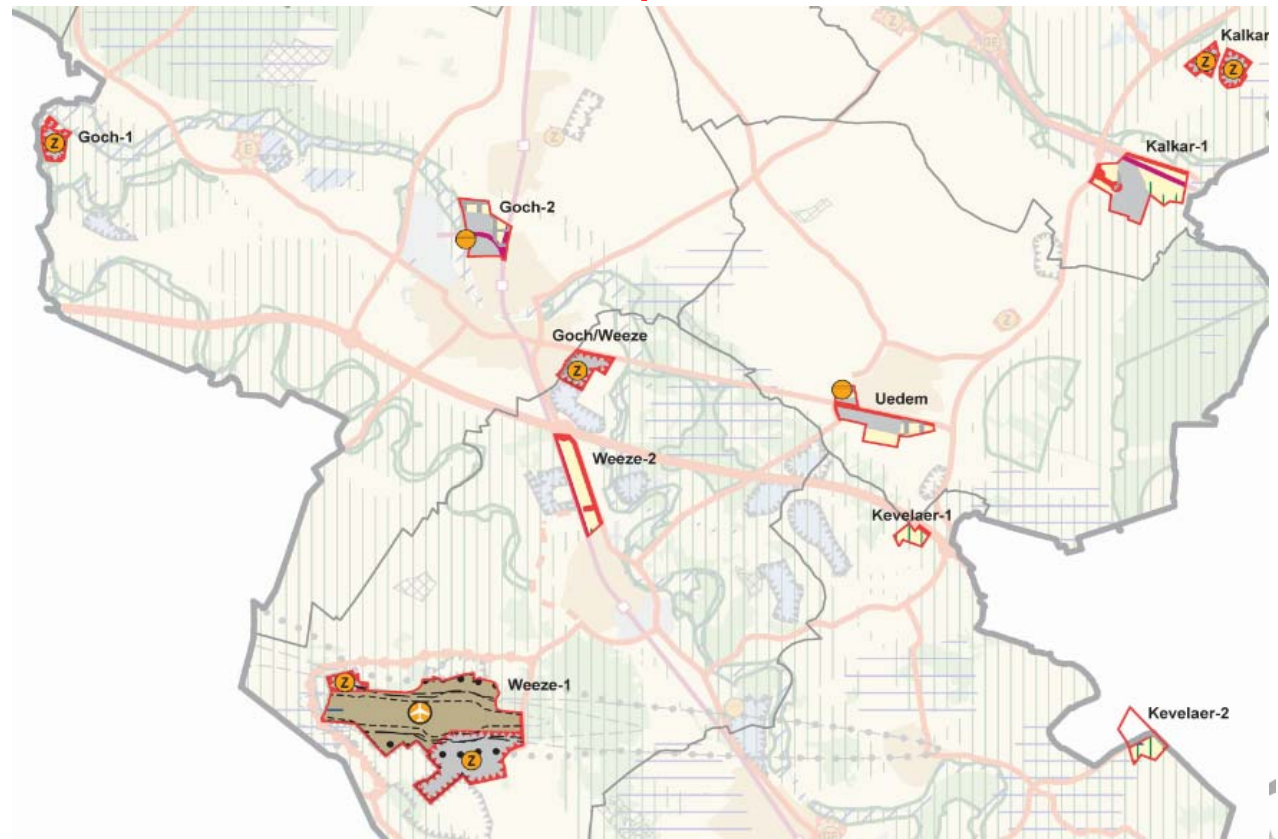 Kalkar
Z
Z
Goch-1
Z
Kalkar-1
Goch-2
E
Goch/Weeze
Z
Uedem
Weeze-2
Kevelaer-1
Weeze-1
Z
Z
Kevelaer-2